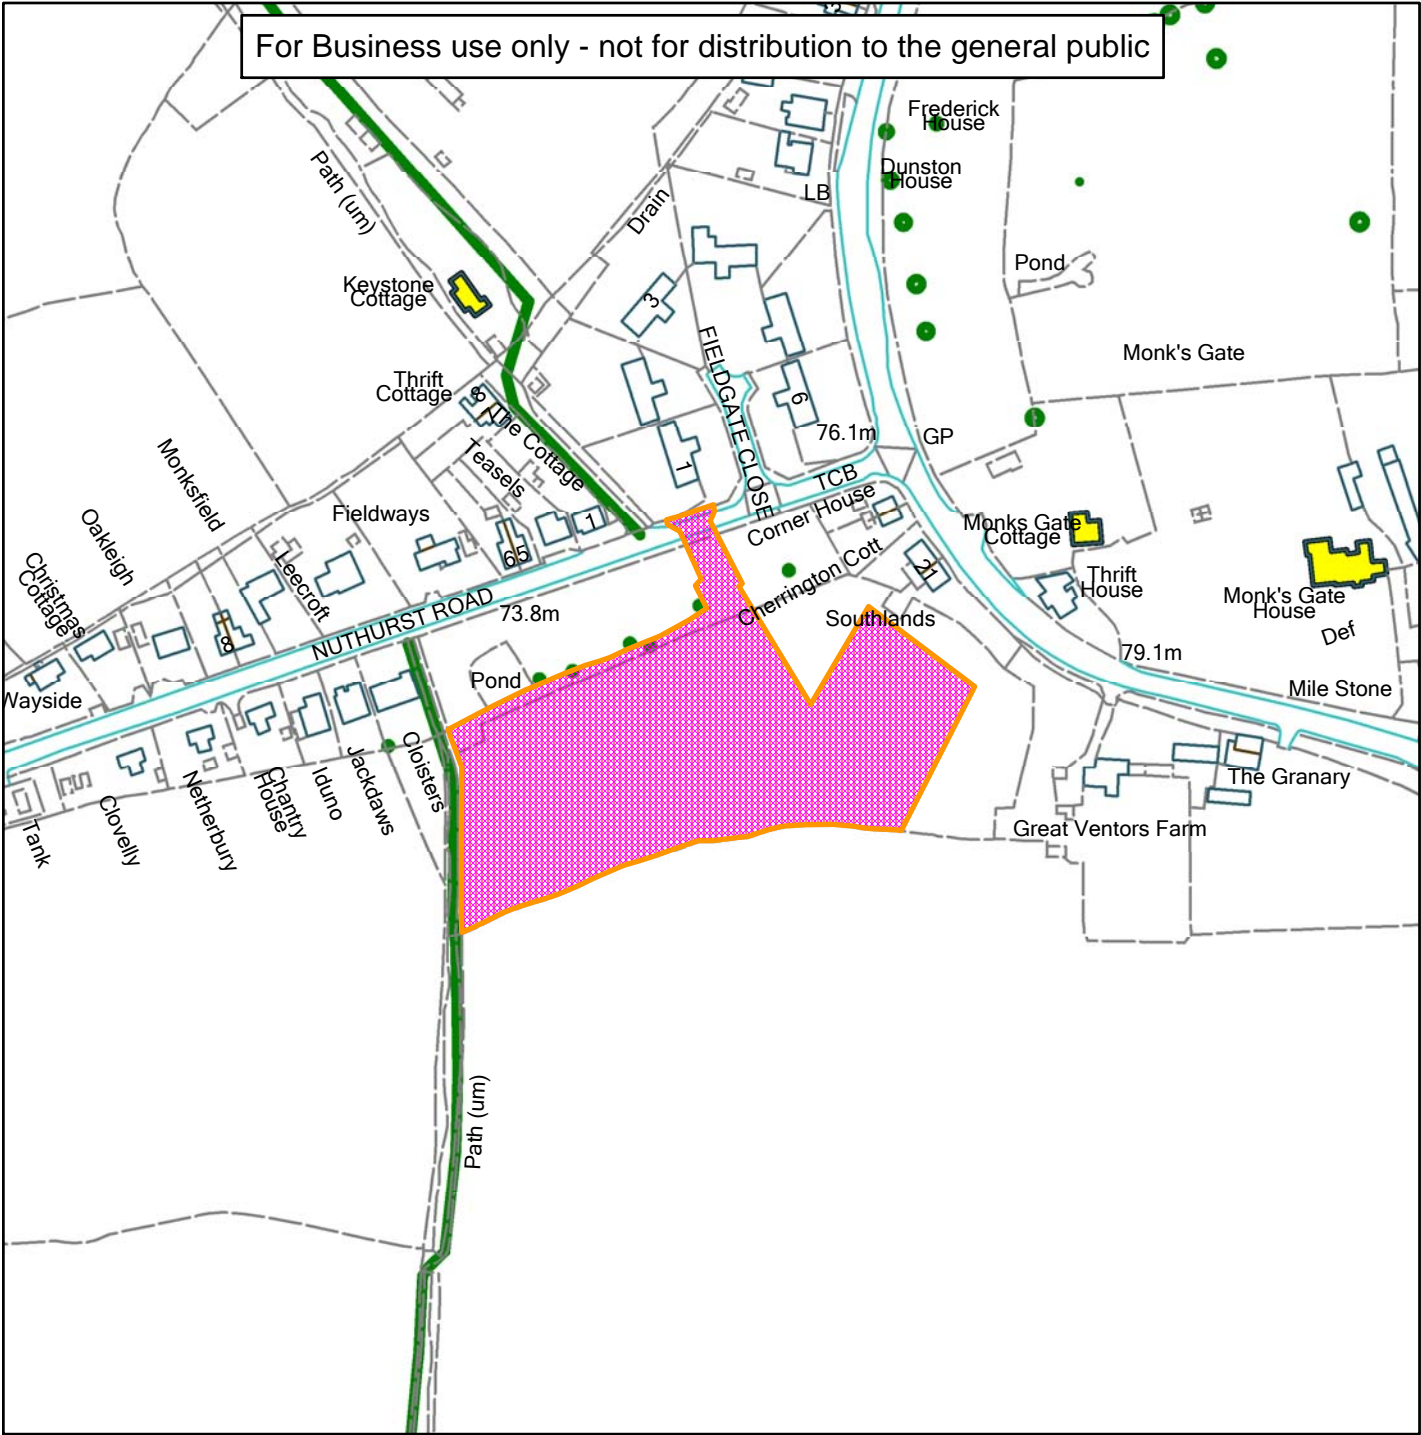 For Business use only - not for distribution to the general public
3
Frederick
House
Path (um)
Dunston
House
LB
Drain
Pond
Keystone
Cottage
3
FIELDGATE CLOSE
Monk's Gate
Thrift
Cottage
8
The Cottage
6
76.1m
GP
Monksfield
Teasels
1
TCB
Oakleigh
Fieldways
1
Corner House
Monks Gate
Cottage
Christmas
Cottage
Leecroft
65
Cherrington Cott
21
Thrift
House
Monk's Gate
House
NUTHURST ROAD
73.8m
Southlands
Def
8
79.1m
Wayside
Pond
Mile Stone
Cloisters
Jackdaws
Iduno
Chantry
House
Netherbury
Clovelly
Tank
The Granary
Great Ventors Farm
Path (um)